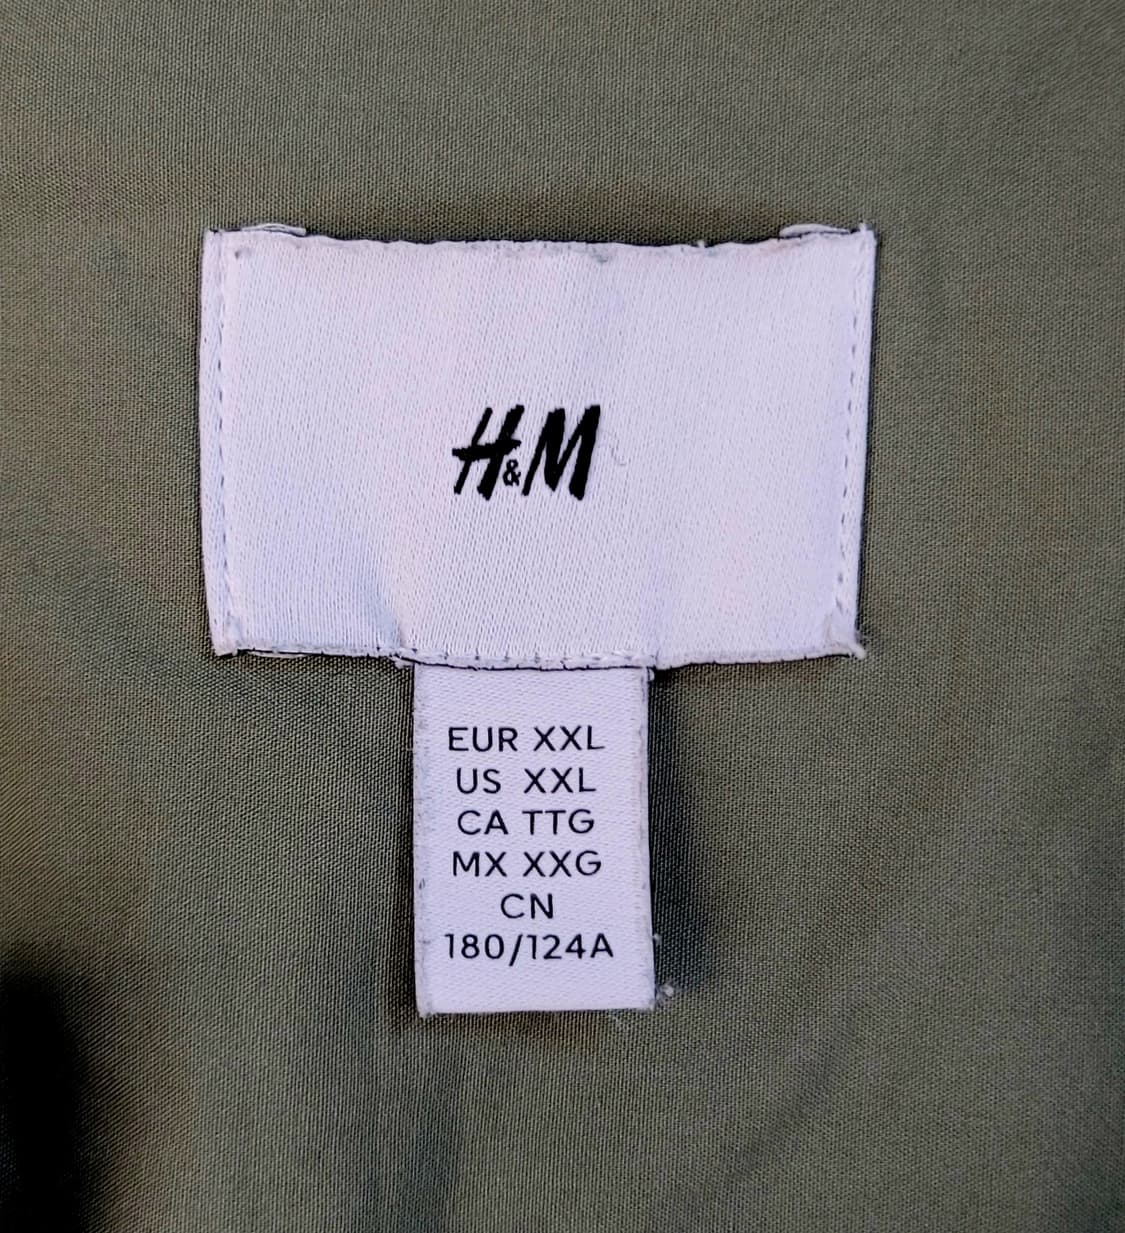 H&M
EUR XXL
US XXL
CA TTG
MX XXG
CN
180/124A